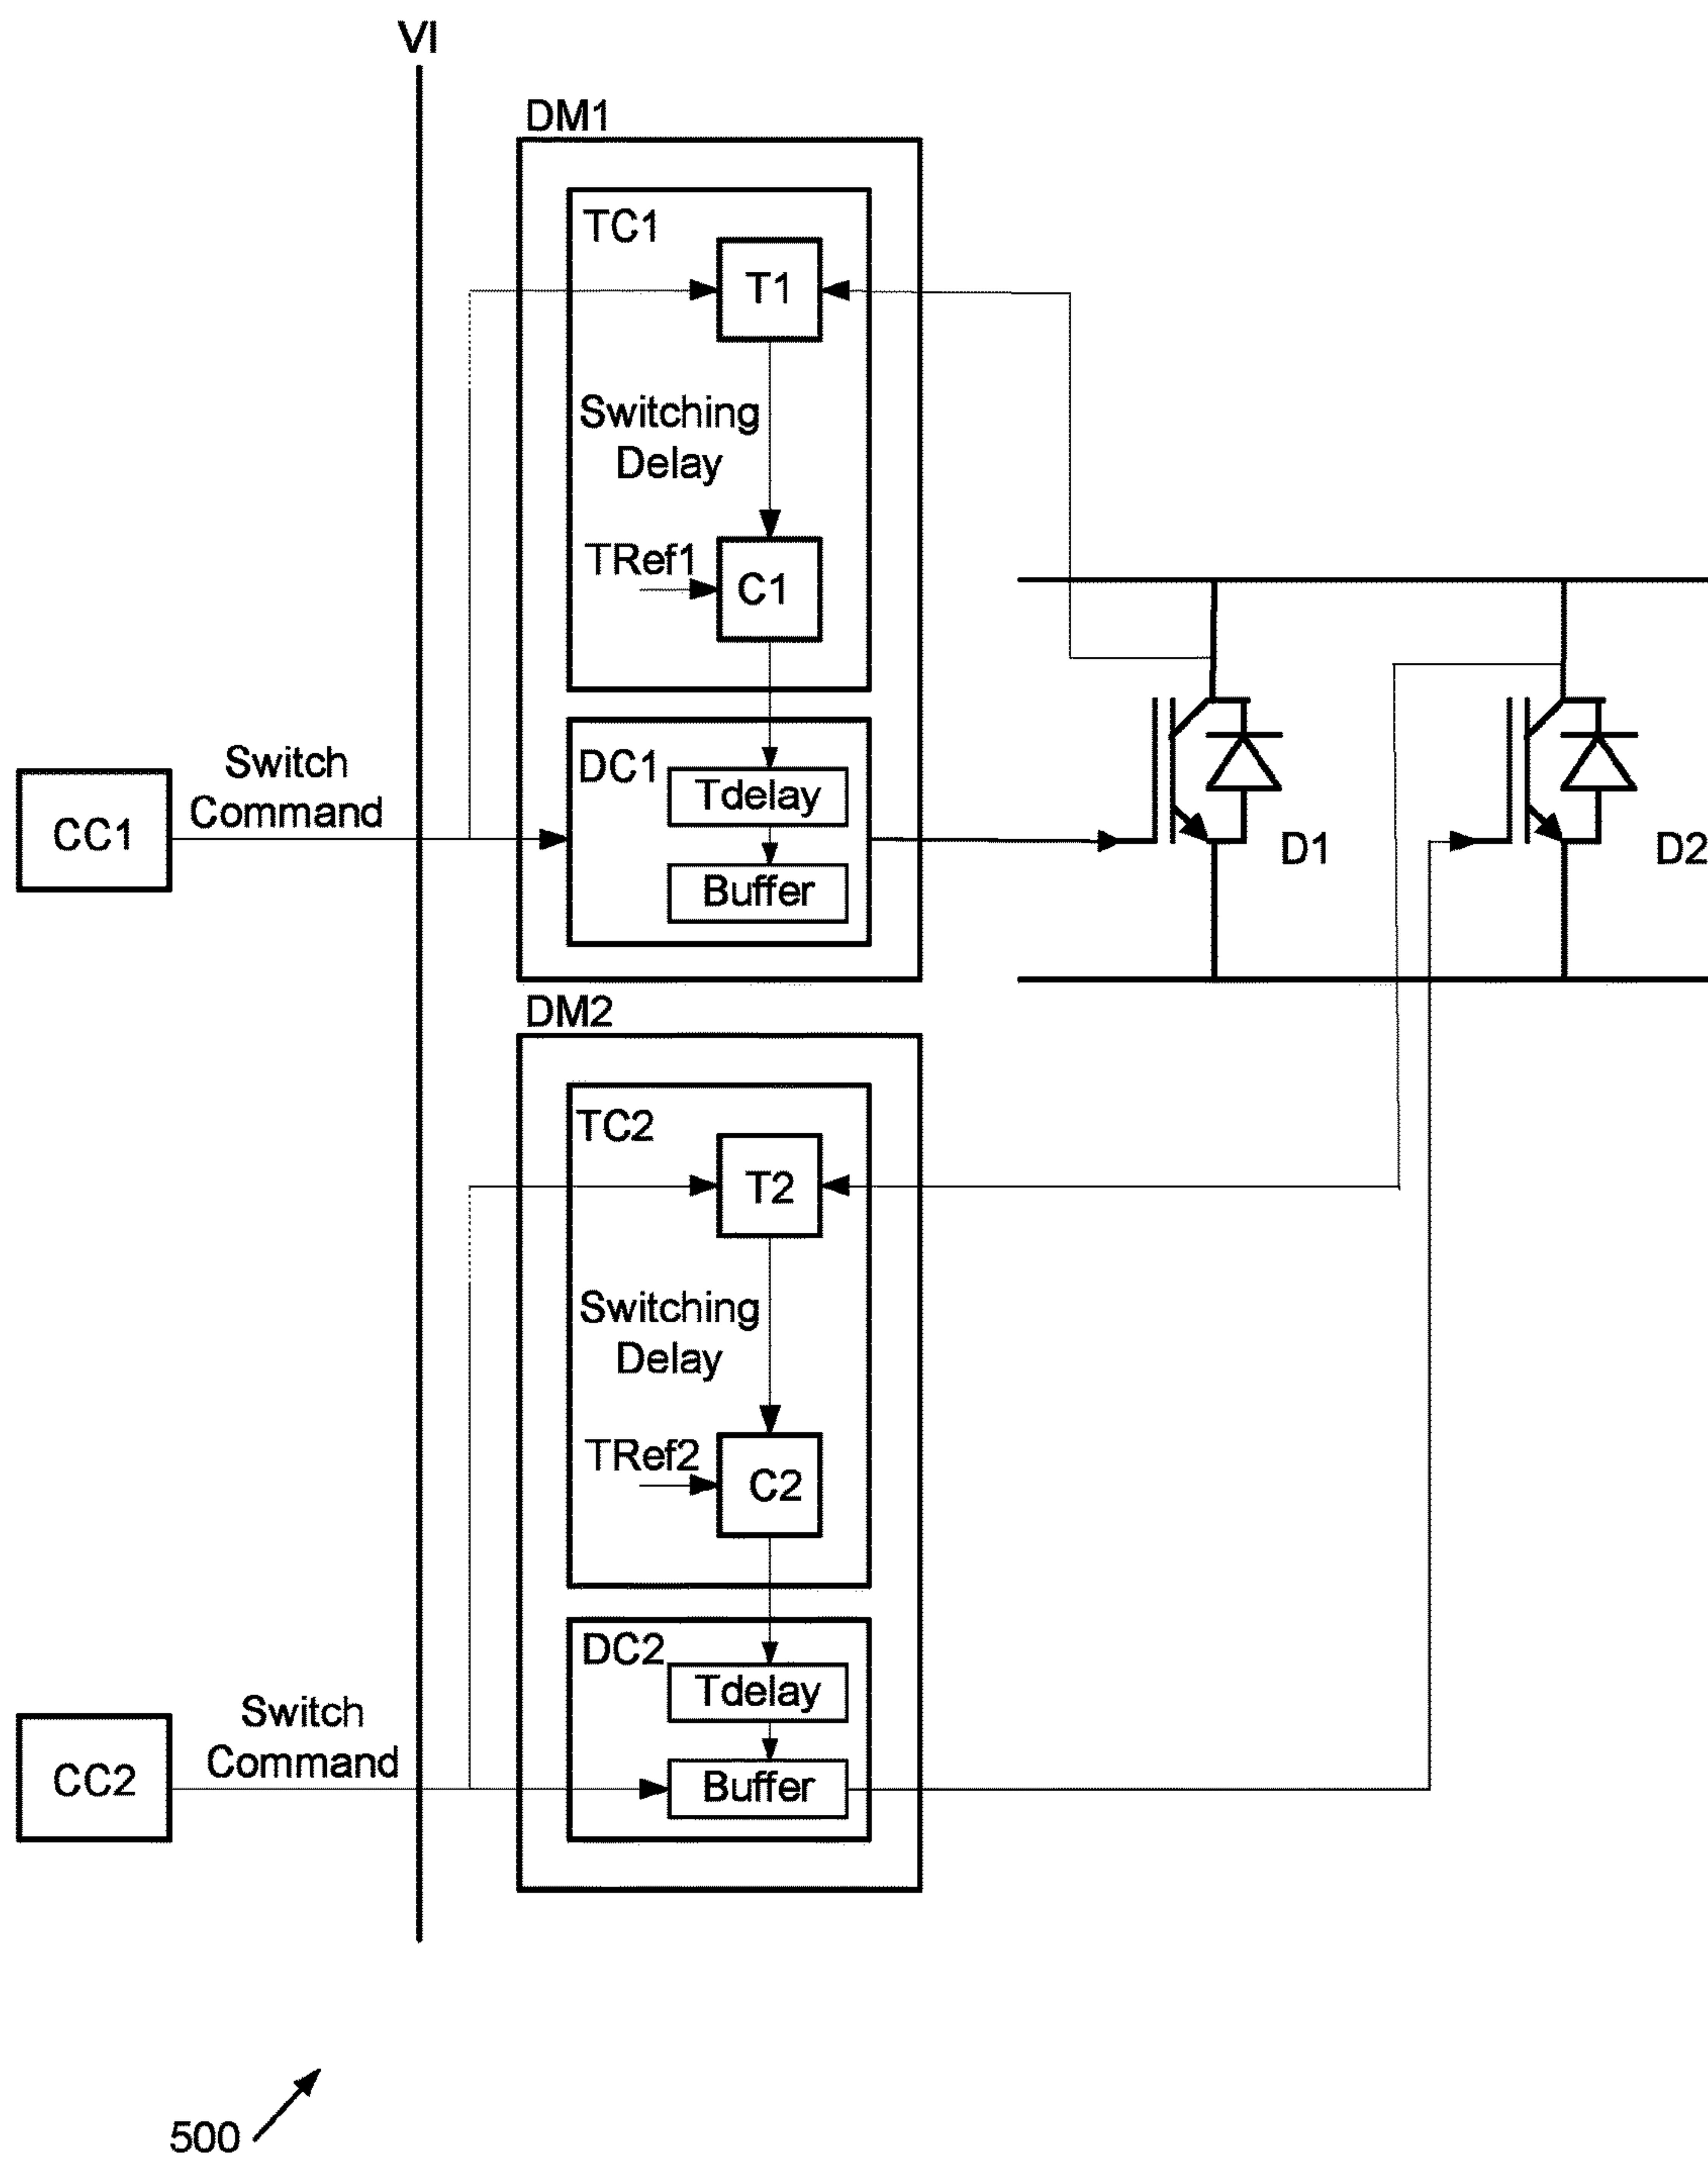 VI
DM1
TC1
T1
Switching
Delay
TRef1
C1
DC1
Tdelay
Buffer
Switch
Command
CC1
D1
D2
DM2
TC2
T2
Switching
Delay
TRef2
C2
DC2
Tdelay
Buffer
Switch
Command
CC2
500